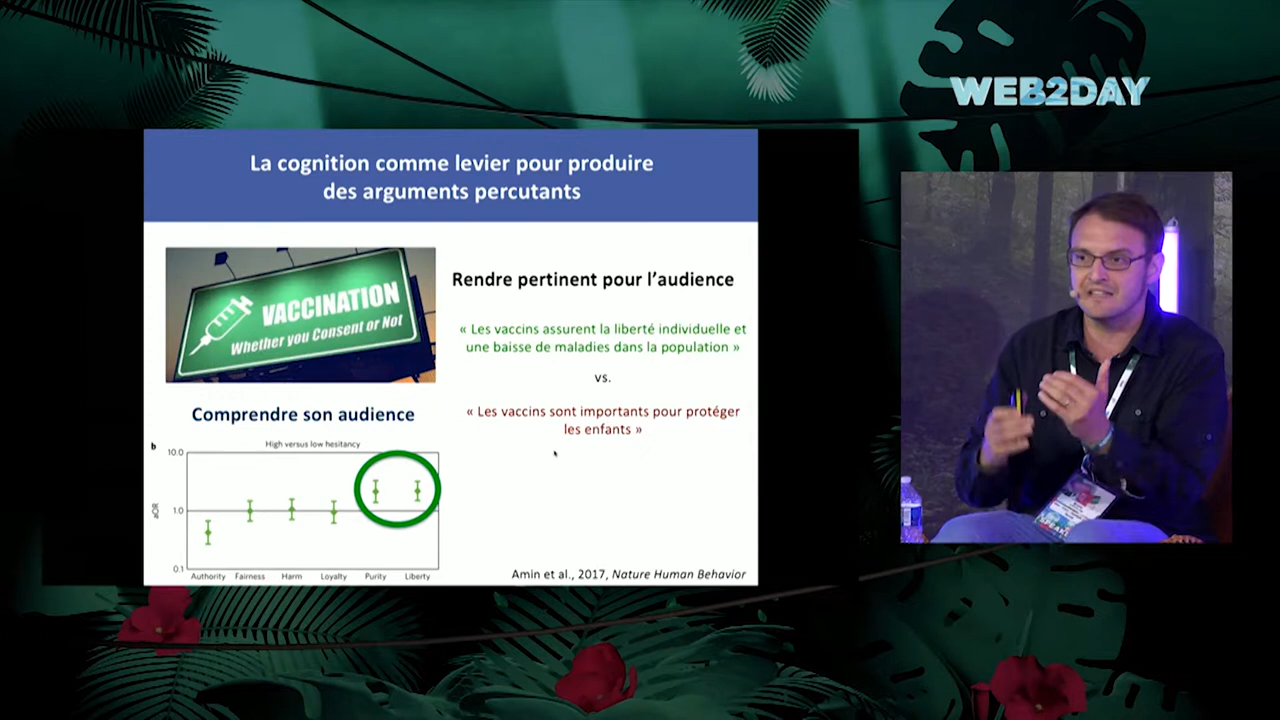 WEB2DAY
La cognition comme levier pour produire
des arguments percutants
VACCINATION
Whether you Consent or Not
Comprendre son audience
b
High versus low hesitancy
10.0
1.0
0.1
aOR
Authority Fairness Harm Loyalty Purity Liberty
Rendre pertinent pour l’audience
« Les vaccins assurent la liberté individuelle et
une baisse de maladies dans la population »
vs.
« Les vaccins sont importants pour protéger
les enfants »
Amin et al., 2017, Nature Human Behavior